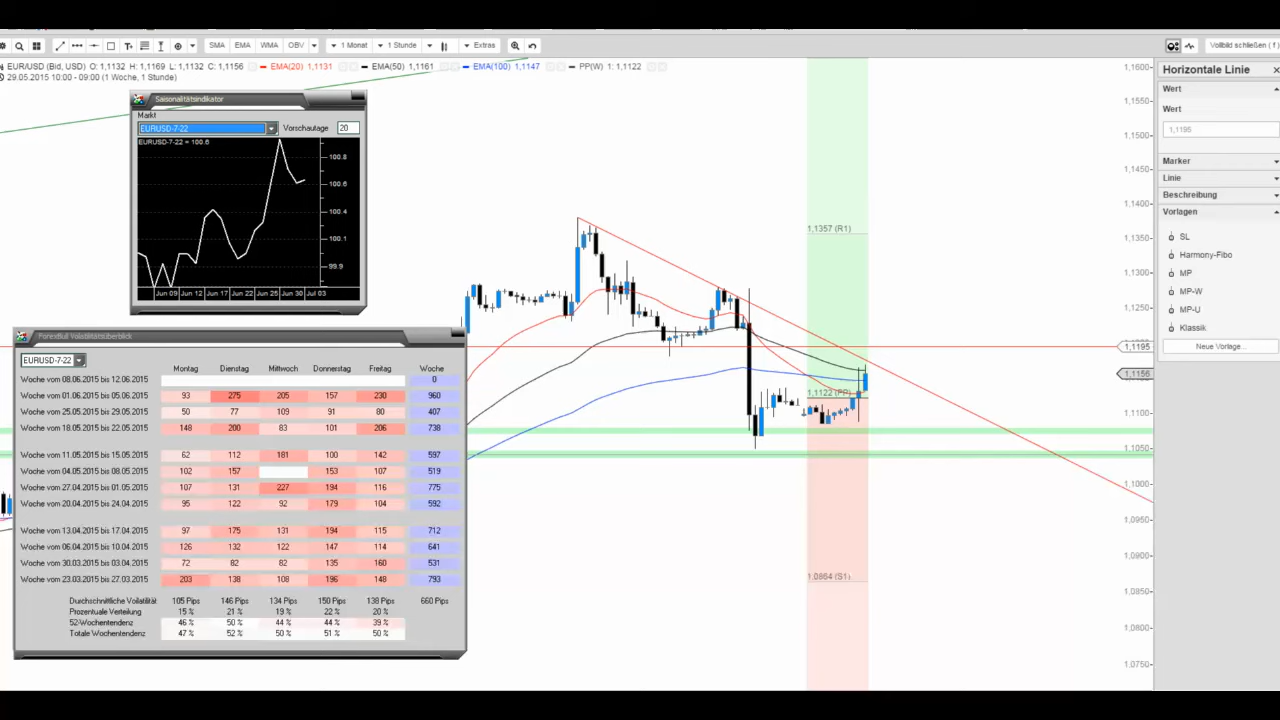 SMA EMA WMA OBV 1 Monat 1 Stunde Extras Vollbild schließen ( f )
EUR/USD (Bid, USD) O: 1,1132 H: 1,1169 L: 1,1132 C: 1,1156 EMA(20) 1,1131 EMA(50) 1,1161 EMA(100) 1,1147 PP(W) 1: 1,1122
29.05.2015 10:00 - 09:00 (1 Woche, 1 Stunde)
Horizontale Linie
Wert
Wert
1,1195
Marker
Linie
Beschreibung
Vorlagen
SL
Harmony-Fibo
MP
MP-W
MP-U
Klassik
Neue Vorlage...
Saisonalitätsindikator
Markt
EURUSD-7-22 Vorschautage 20
EURUSD-7-22 = 100.6
100.8
100.6
100.4
100.1
99.9
Jun 09 Jun 12 Jun 17 Jun 22 Jun 25 Jun 30 Jul 03
ForexBull Volatilitätsüberblick
EURUSD-7-22
Montag Dienstag Mittwoch Donnerstag Freitag Woche
Woche vom 08.06.2015 bis 12.06.2015 0
Woche vom 01.06.2015 bis 05.06.2015 93 275 205 157 230 960
Woche vom 25.05.2015 bis 29.05.2015 50 77 109 91 80 407
Woche vom 18.05.2015 bis 22.05.2015 148 200 83 101 206 738
Woche vom 11.05.2015 bis 15.05.2015 62 112 181 100 142 597
Woche vom 04.05.2015 bis 08.05.2015 102 157 153 107 519
Woche vom 27.04.2015 bis 01.05.2015 107 131 227 194 116 775
Woche vom 20.04.2015 bis 24.04.2015 95 122 92 179 104 592
Woche vom 13.04.2015 bis 17.04.2015 97 175 131 194 115 712
Woche vom 06.04.2015 bis 10.04.2015 126 132 122 147 114 641
Woche vom 30.03.2015 bis 03.04.2015 72 82 82 135 160 531
Woche vom 23.03.2015 bis 27.03.2015 203 138 108 196 148 793
Durchschnittliche Volatilität 105 Pips 146 Pips 134 Pips 150 Pips 138 Pips 660 Pips
Prozentuale Verteilung 15 % 21 % 19 % 22 % 20 %
52-Wochentendenz 46 % 50 % 44 % 44 % 39 %
Totale Wochentendenz 47 % 52 % 50 % 51 % 50 %
1,1357 (R1)
1,1122 (PP)
1,0864 (S1)
1,1600
1,1550
1,1500
1,1450
1,1400
1,1350
1,1300
1,1250
1,1195
1,1156
1,1100
1,1050
1,1000
1,0950
1,0900
1,0850
1,0800
1,0750